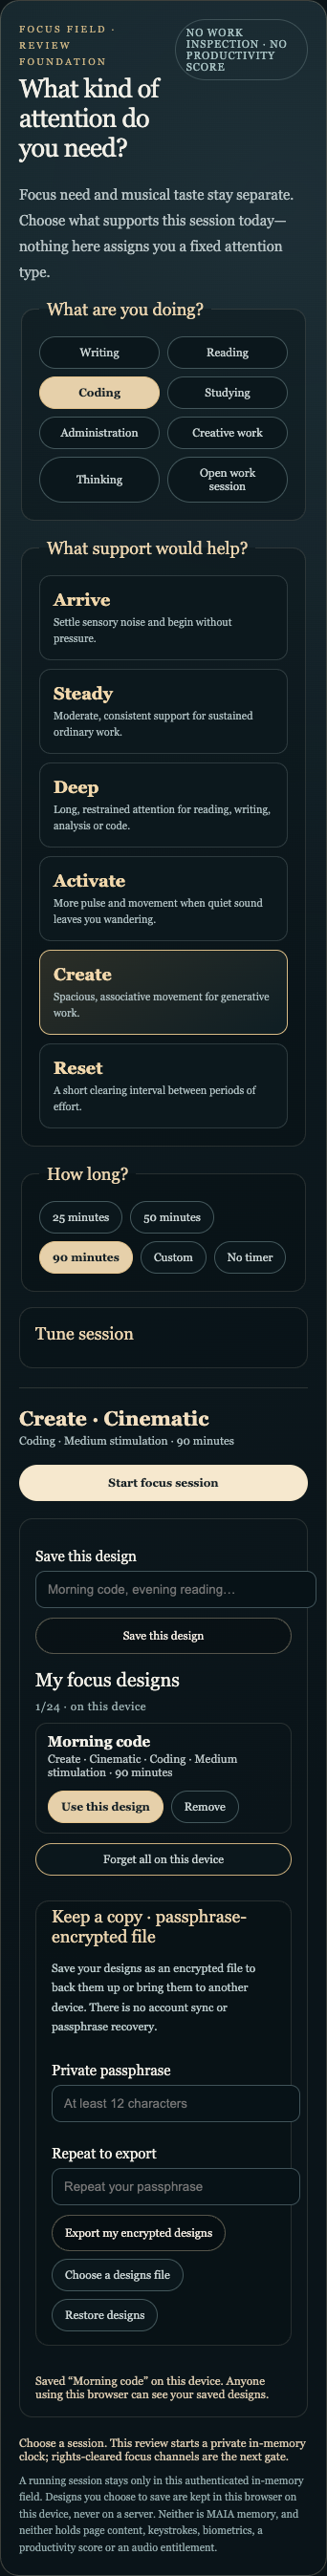 FOCUS FIELD ·
REVIEW
FOUNDATION
NO WORK
INSPECTION · NO
PRODUCTIVITY
SCORE
What kind of
attention do
you need?
Focus need and musical taste stay separate.
Choose what supports this session today—
nothing here assigns you a fixed attention
type.
What are you doing?
Writing
Reading
Coding
Studying
Administration
Creative work
Thinking
Open work
session
What support would help?
Arrive
Settle sensory noise and begin without
pressure.
Steady
Moderate, consistent support for sustained
ordinary work.
Deep
Long, restrained attention for reading, writing,
analysis or code.
Activate
More pulse and movement when quiet sound
leaves you wandering.
Create
Spacious, associative movement for generative
work.
Reset
A short clearing interval between periods of
effort.
How long?
25 minutes
50 minutes
90 minutes
Custom
No timer
Tune session
Create · Cinematic
Coding · Medium stimulation · 90 minutes
Start focus session
Save this design
Morning code, evening reading…
Save this design
My focus designs
1/24 · on this device
Morning code
Create · Cinematic · Coding · Medium
stimulation · 90 minutes
Use this design
Remove
Forget all on this device
Keep a copy · passphrase-
encrypted file
Save your designs as an encrypted file to
back them up or bring them to another
device. There is no account sync or
passphrase recovery.
Private passphrase
At least 12 characters
Repeat to export
Repeat your passphrase
Export my encrypted designs
Choose a designs file
Restore designs
Saved “Morning code” on this device. Anyone
using this browser can see your saved designs.
Choose a session. This review starts a private in-memory
clock; rights-cleared focus channels are the next gate.
A running session stays only in this authenticated in-memory
field. Designs you choose to save are kept in this browser on
this device, never on a server. Neither is MAIA memory, and
neither holds page content, keystrokes, biometrics, a
productivity score or an audio entitlement.